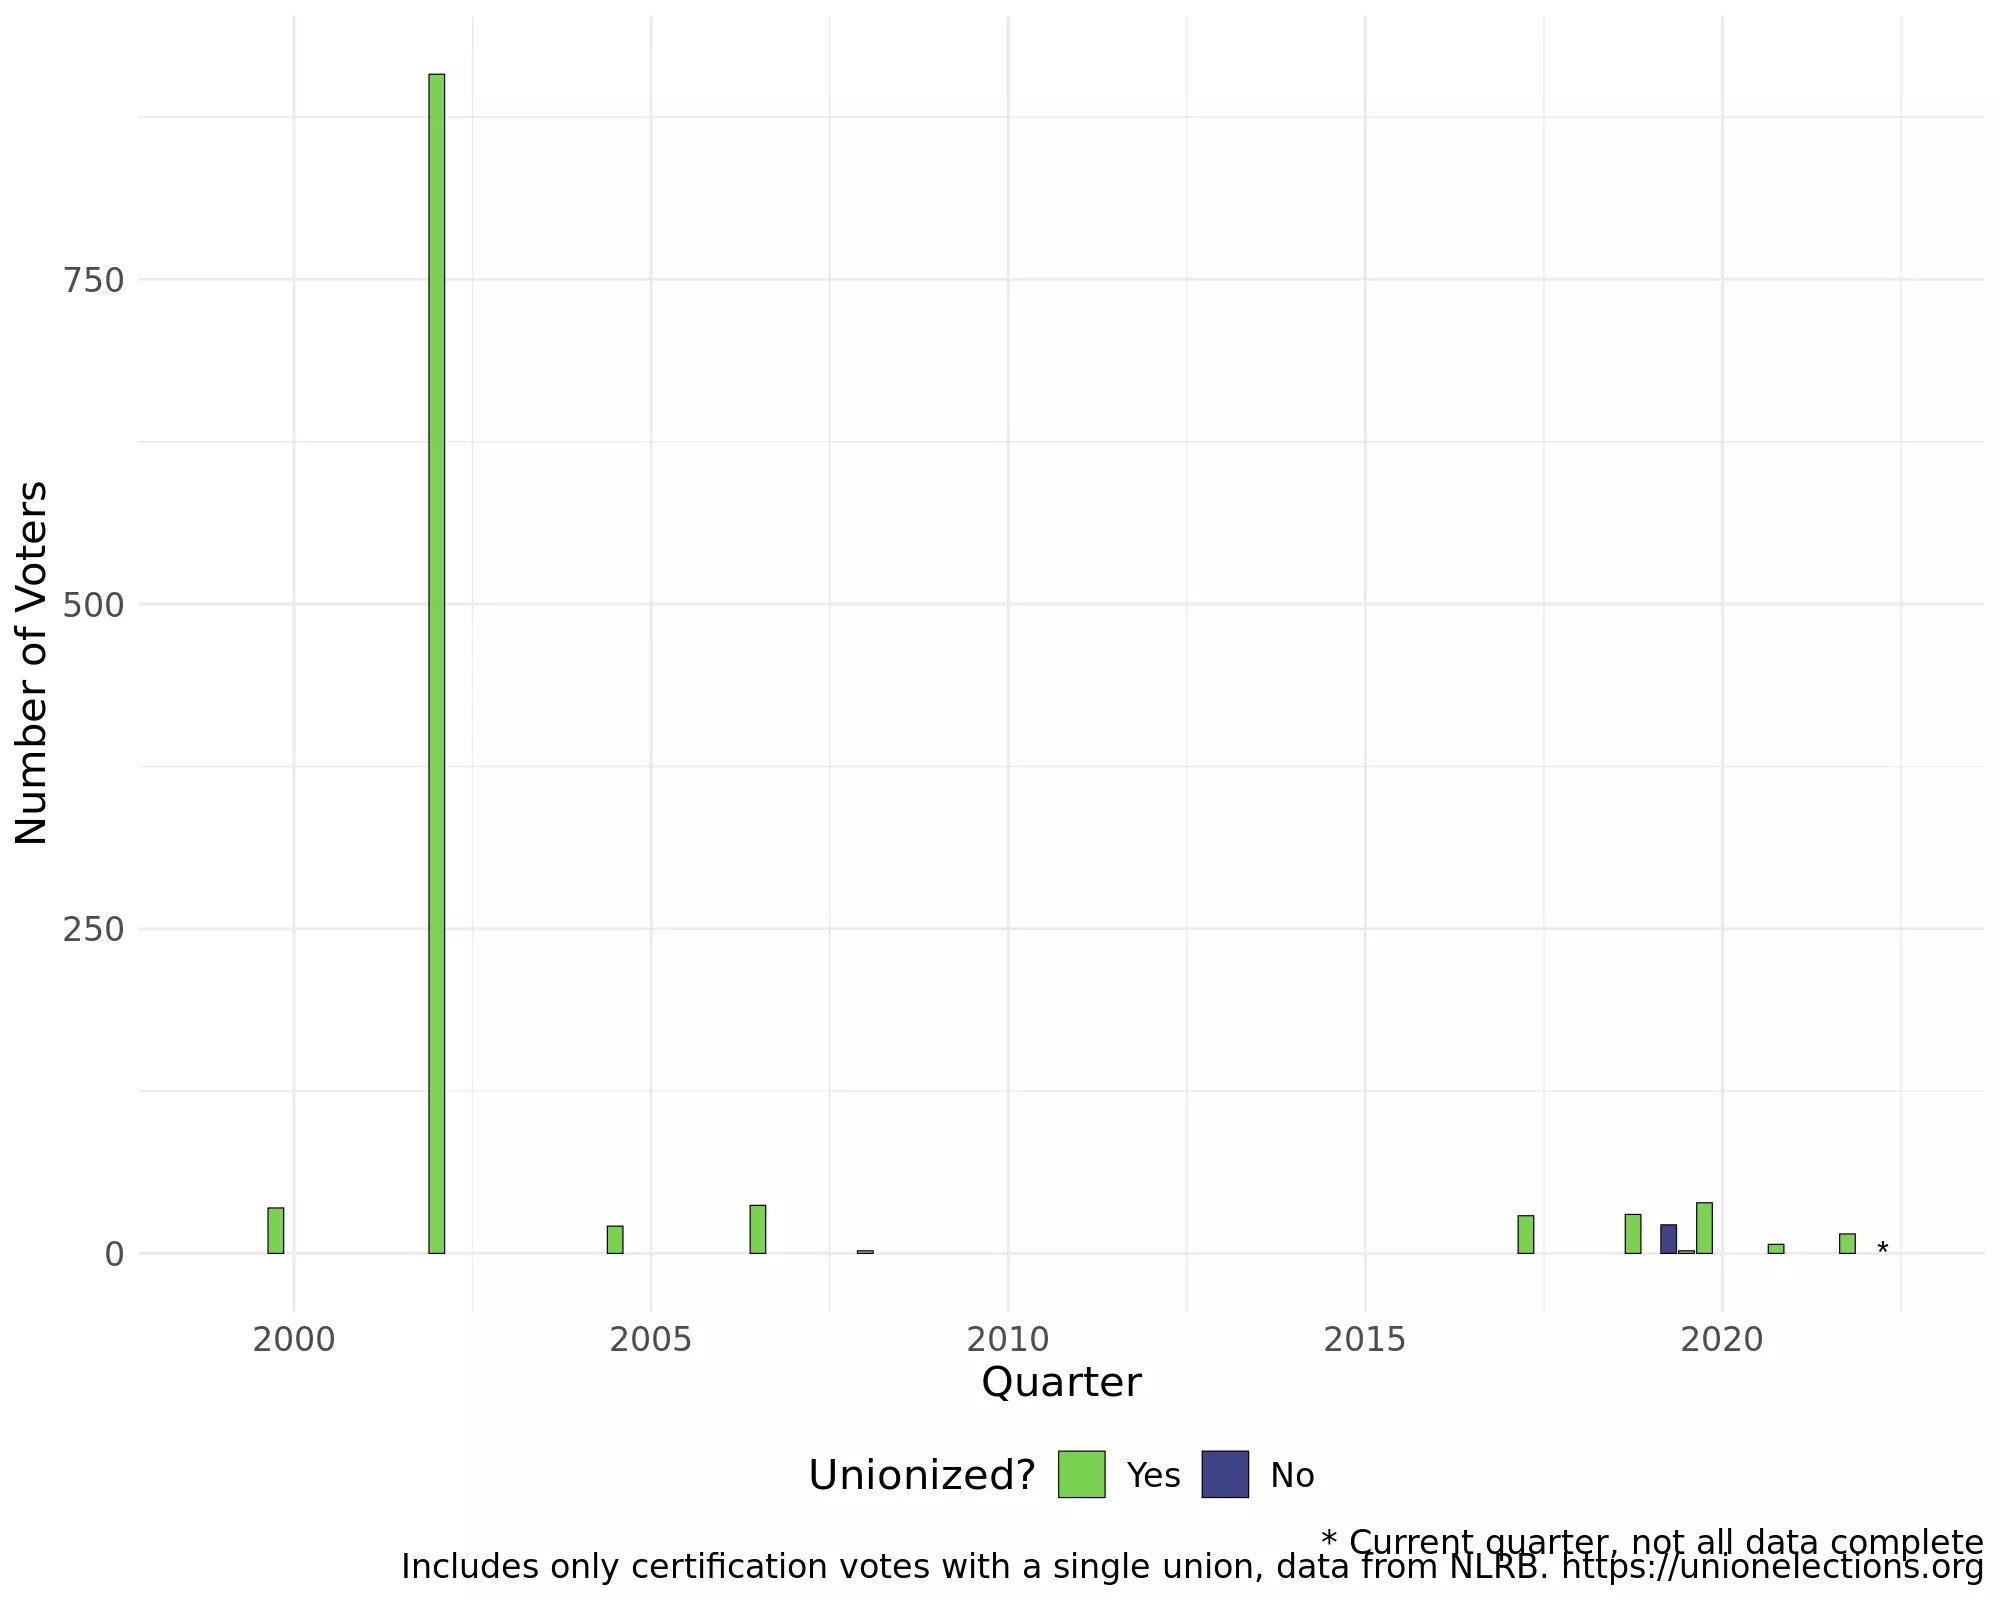 750
500
250
0
Number of Voters
*
2000 2005 2010 2015 2020
Quarter
Unionized? Yes No
* Current quarter, not all data complete
Includes only certification votes with a single union, data from NLRB. https://unionelections.org